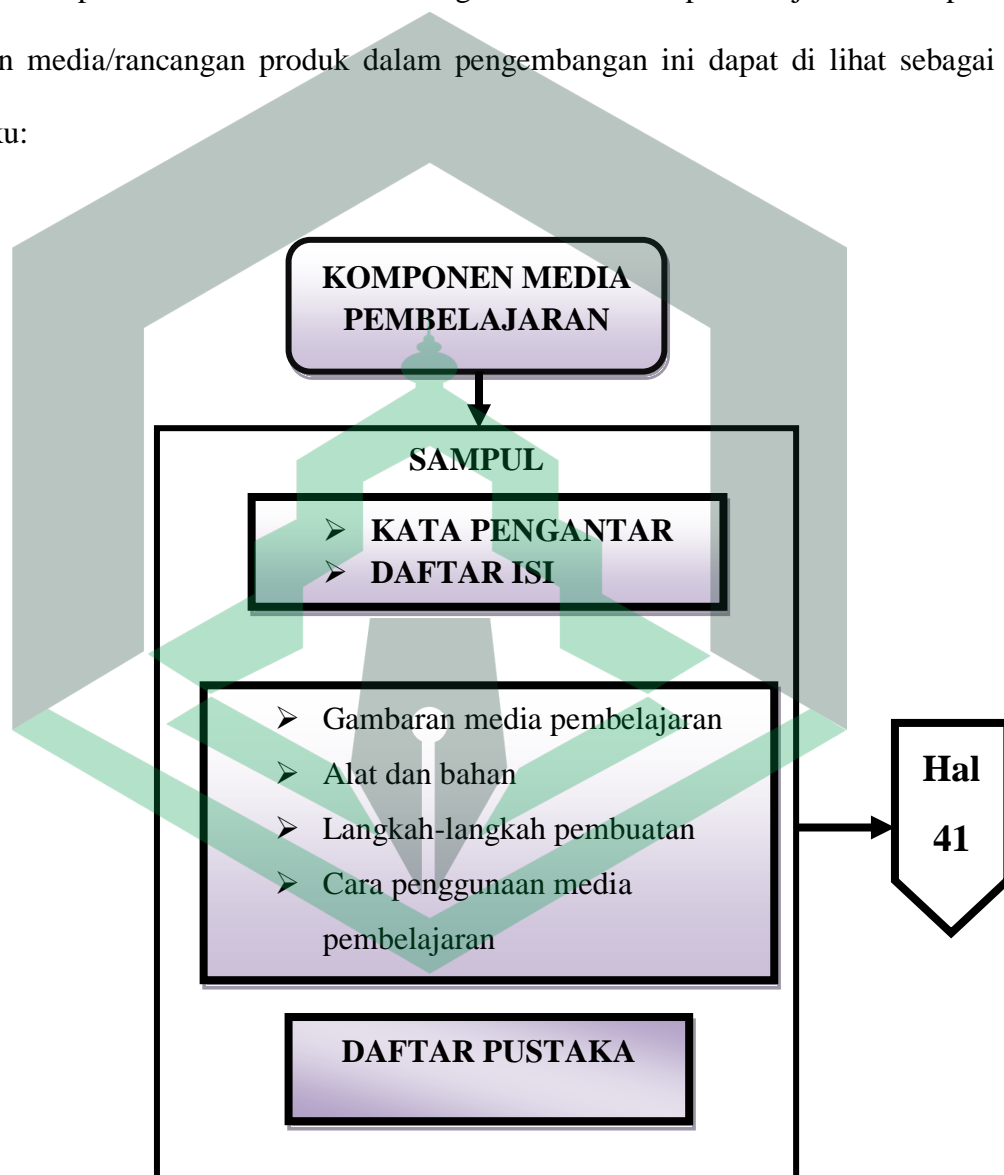 n media/rancangan produk dalam pengembangan ini dapat di lihat sebagai
ku:
KOMPONEN MEDIA
PEMBELAJARAN
SAMPUL
➢ KATA PENGANTAR
➢ DAFTAR ISI
➢ Gambaran media pembelajaran
➢ Alat dan bahan
➢ Langkah-langkah pembuatan
➢ Cara penggunaan media
pembelajaran
Hal
41
DAFTAR PUSTAKA